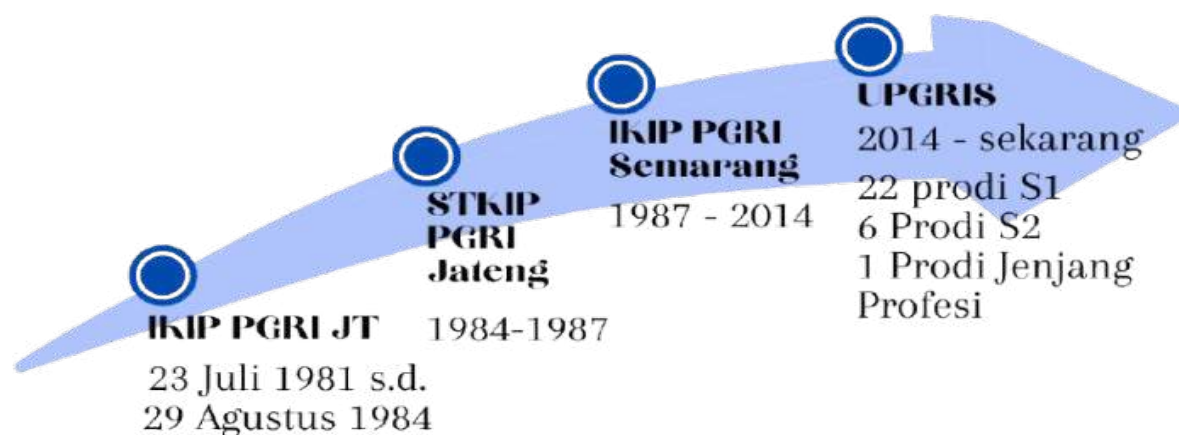 IKIP PGRI JT
23 Juli 1981 s.d.
29 Agustus 1984
STKIP
PGRI
Jateng
1984-1987
IKIP PGRI
Semarang
1987 - 2014
UPGRIS
2014 - sekarang
22 prodi S1
6 Prodi S2
1 Prodi Jenjang
Profesi